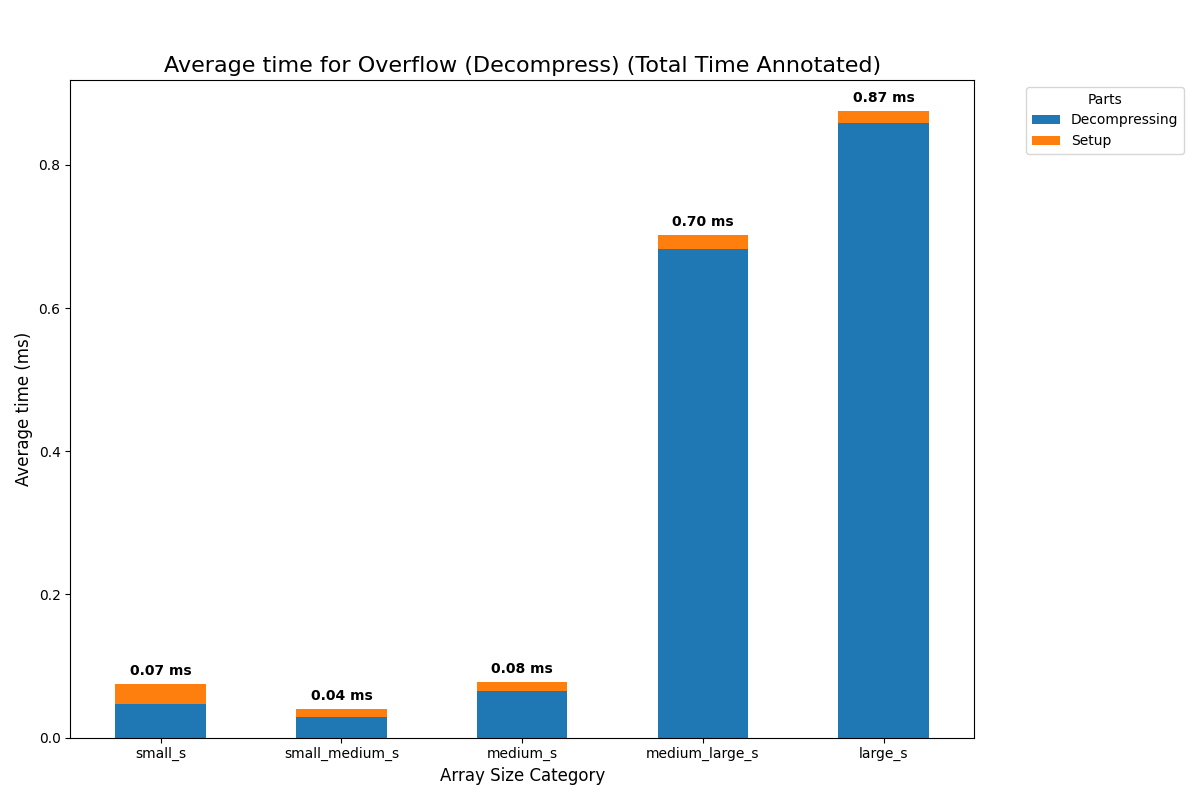 Average time for Overflow (Decompress) (Total Time Annotated)
0.87 ms
Parts
Decompressing
Setup
0.8
0.70 ms
0.6
Average time (ms)
0.4
0.2
0.07 ms
0.04 ms
0.08 ms
0.0
small_s
small_medium_s
medium_s
medium_large_s
large_s
Array Size Category